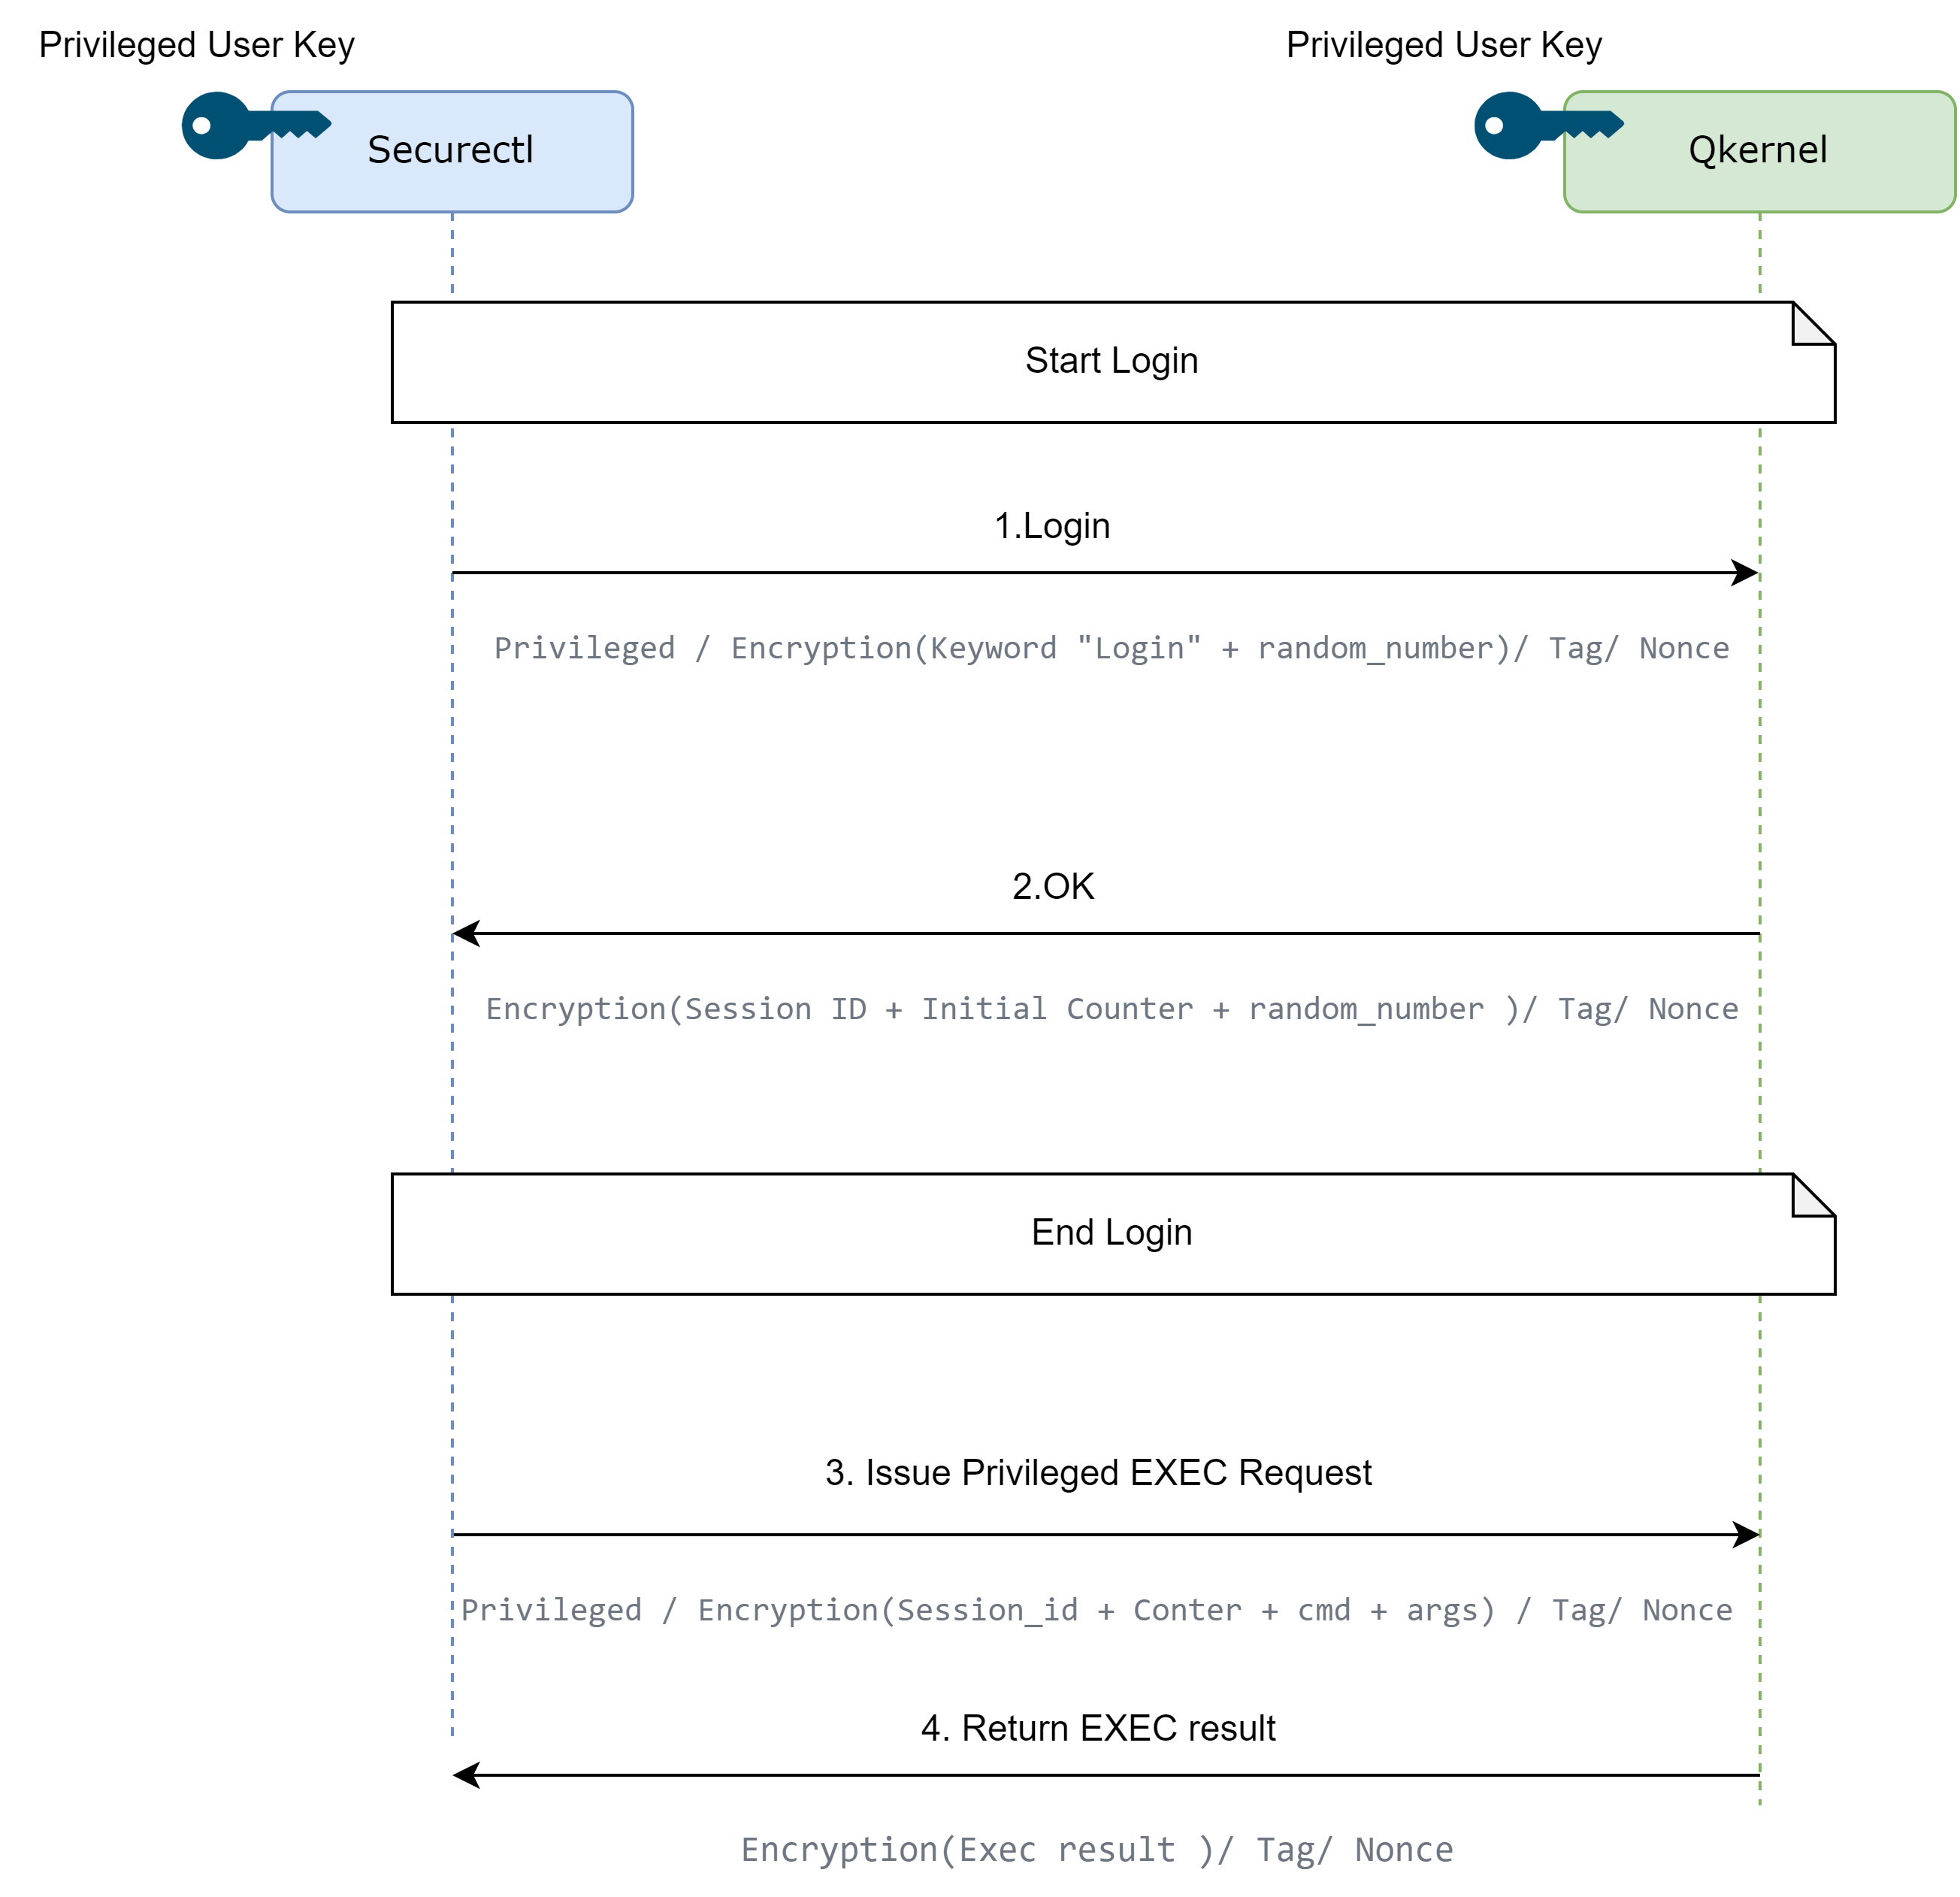 Privileged User Key
Privileged User Key
Securectl
Qkernel
Start Login
1.Login
Privileged / Encryption(Keyword "Login" + random_number)/ Tag/ Nonce
2.OK
Encryption(Session ID + Initial Counter + random_number )/ Tag/ Nonce
End Login
3. Issue Privileged EXEC Request
Privileged / Encryption(Session_id + Conter + cmd + args) / Tag/ Nonce
4. Return EXEC result
Encryption(Exec result )/ Tag/ Nonce